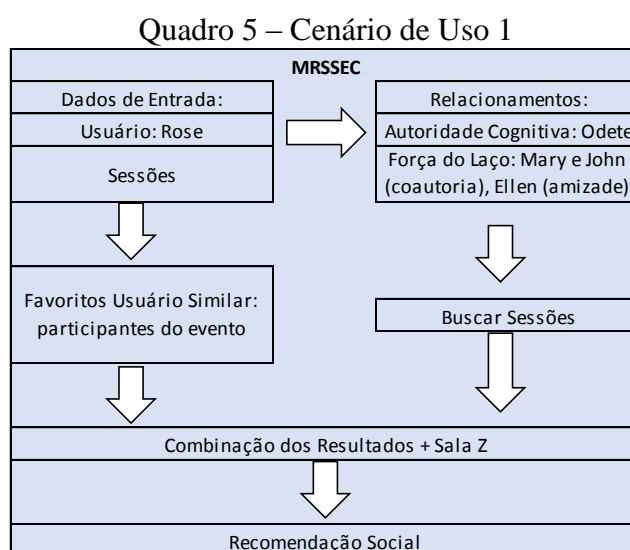 Quadro 5 – Cenário de Uso 1
MRSSEC
Dados de Entrada:
Usuário: Rose
Sessões
Relacionamentos:
Autoridade Cognitiva: Odete
Força do Laço: Mary e John
(coautoria), Ellen (amizade)
Favoritos Usuário Similar:
participantes do evento
Buscar Sessões
Combinação dos Resultados + Sala Z
Recomendação Social